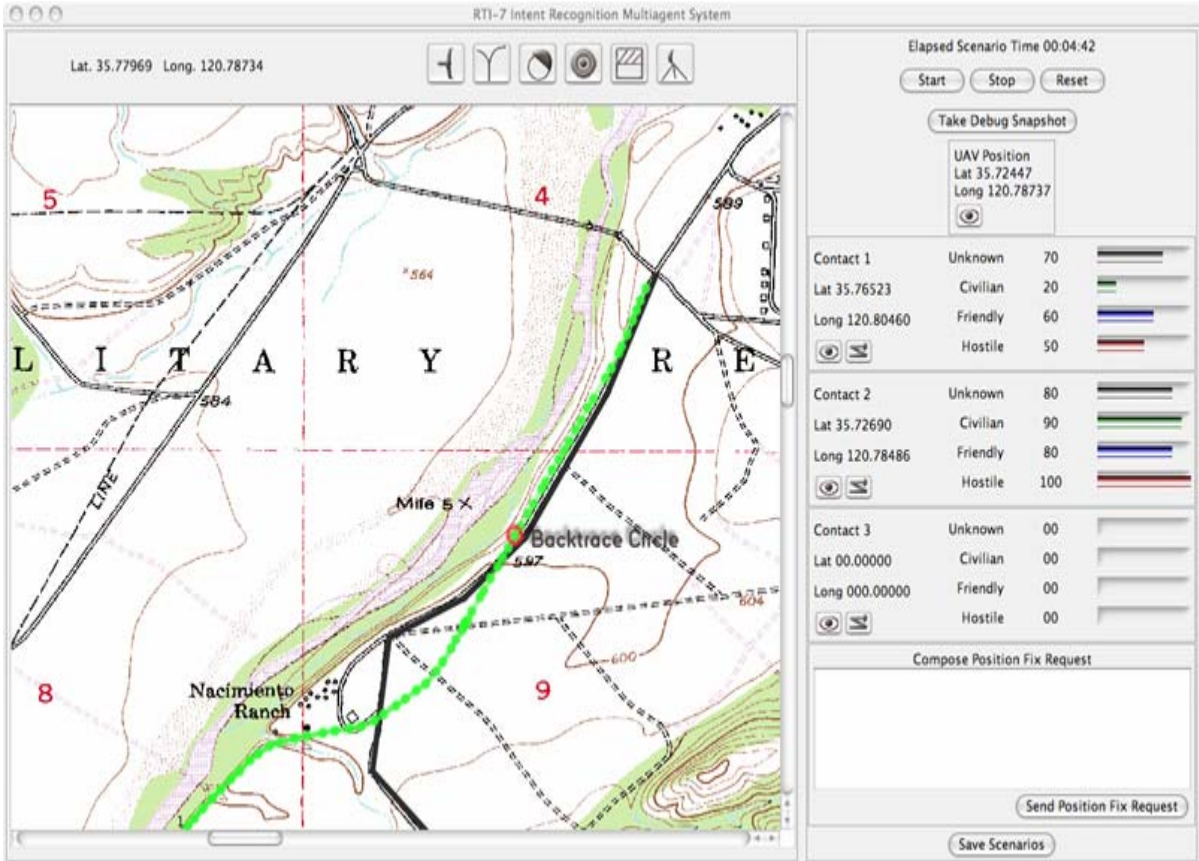 RTI-7 Intent Recognition Multiagent System
Lat. 35.77969 Long. 120.78734
5
4
589
×564
L I T A R Y R E
584
LINE
Mile 5 X
Backtrace Circle
597
604
600
8
Nacimiento
Ranch
9
1
Elapsed Scenario Time 00:04:42
Start Stop Reset
Take Debug Snapshot
UAV Position
Lat 35.72447
Long 120.78737
Contact 1 Unknown 70
Lat 35.76523 Civilian 20
Long 120.80460 Friendly 60
Hostile 50
Contact 2 Unknown 80
Lat 35.72690 Civilian 90
Long 120.78486 Friendly 80
Hostile 100
Contact 3 Unknown 00
Lat 00.00000 Civilian 00
Long 000.00000 Friendly 00
Hostile 00
Compose Position Fix Request
Send Position Fix Request
Save Scenarios